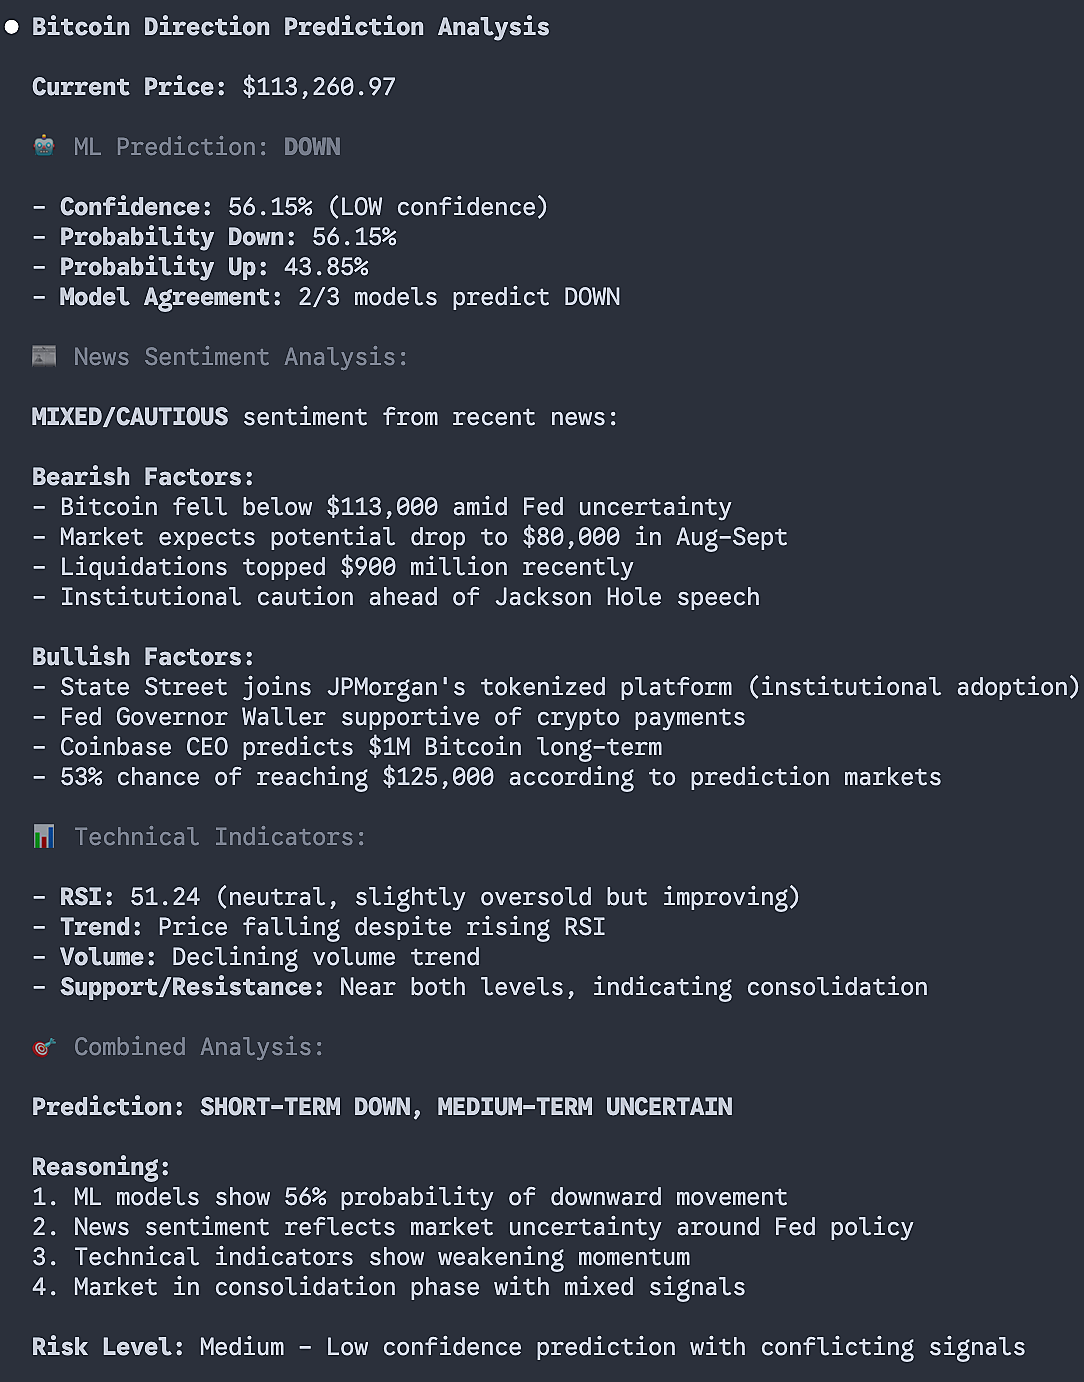 Bitcoin Direction Prediction Analysis
Current Price: $113,260.97
ML Prediction: DOWN
- Confidence: 56.15% (LOW confidence)
- Probability Down: 56.15%
- Probability Up: 43.85%
- Model Agreement: 2/3 models predict DOWN
News Sentiment Analysis:
MIXED/CAUTIOUS sentiment from recent news:
Bearish Factors:
- Bitcoin fell below $113,000 amid Fed uncertainty
- Market expects potential drop to $80,000 in Aug-Sept
- Liquidations topped $900 million recently
- Institutional caution ahead of Jackson Hole speech
Bullish Factors:
- State Street joins JPMorgan's tokenized platform (institutional adoption)
- Fed Governor Waller supportive of crypto payments
- Coinbase CEO predicts $1M Bitcoin long-term
- 53% chance of reaching $125,000 according to prediction markets
Technical Indicators:
- RSI: 51.24 (neutral, slightly oversold but improving)
- Trend: Price falling despite rising RSI
- Volume: Declining volume trend
- Support/Resistance: Near both levels, indicating consolidation
Combined Analysis:
Prediction: SHORT-TERM DOWN, MEDIUM-TERM UNCERTAIN
Reasoning:
1. ML models show 56% probability of downward movement
2. News sentiment reflects market uncertainty around Fed policy
3. Technical indicators show weakening momentum
4. Market in consolidation phase with mixed signals
Risk Level: Medium - Low confidence prediction with conflicting signals